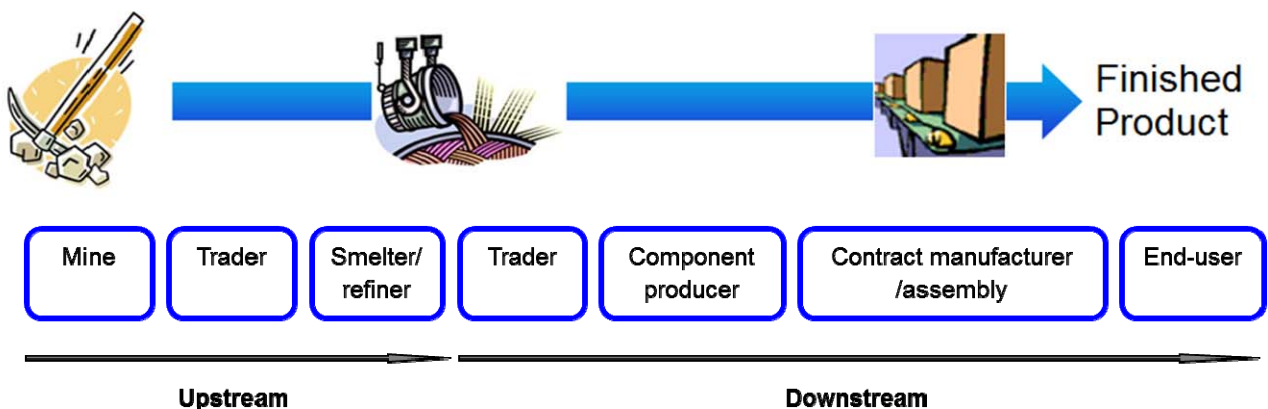 Finished
Product
Mine
Trader
Smelter/
refiner
Trader
Component
producer
Contract manufacturer
/assembly
End-user
Upstream
Downstream